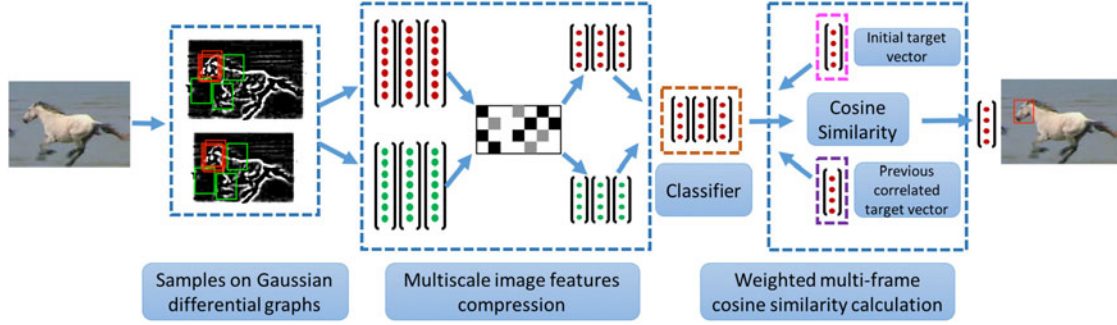 Initial target
vector
Cosine
Similarity
Previous
correlated
target vector
Classifier
Samples on Gaussian
differential graphs
Multiscale image features
compression
Weighted multi-frame
cosine similarity calculation